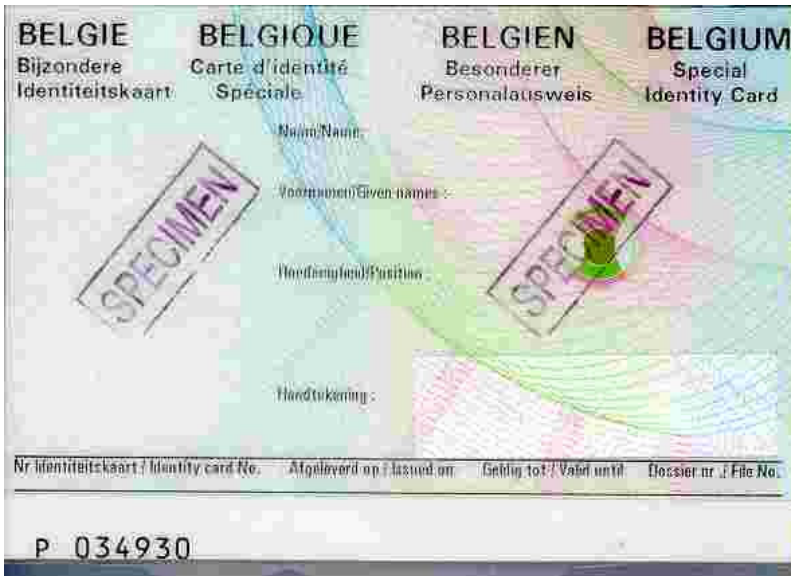 BELGIE BELGIQUE BELGIEN BELGIUM
Bijzondere Carte d'identité Besonderer Special
Identiteitskaart Spéciale Personalausweis Identity Card
Naam/Name:
Voornamen/Given names :
SPECIMEN SPECIMEN
Hoedanigheid/Position :
Handtekening :
Nr Identiteitskaart / Identity card No. Afgeleverd op / Issued on Geldig tot / Valid until Dossier nr ./ File No.
P 034930